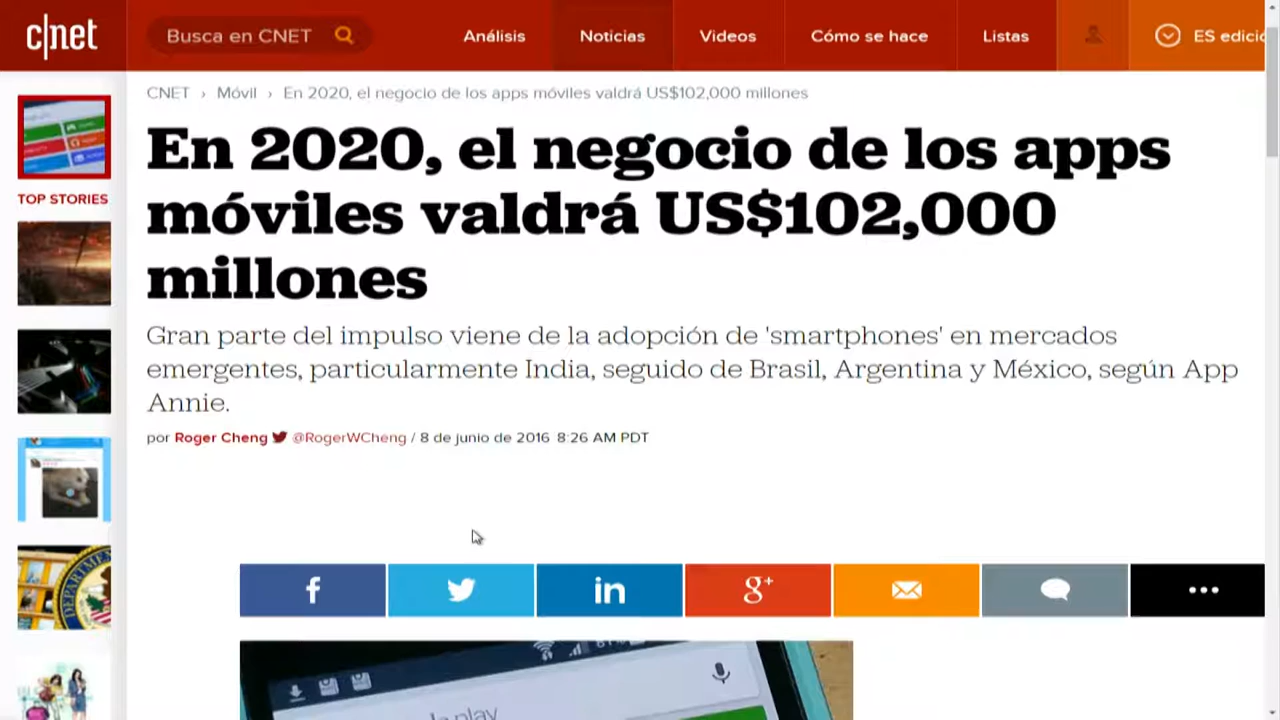 c|net
Busca en CNET
Análisis
Noticias
Videos
Cómo se hace
Listas
ES edició
CNET › Móvil › En 2020, el negocio de los apps móviles valdrá US$102,000 millones
En 2020, el negocio de los apps
móviles valdrá US$102,000
millones
TOP STORIES
Gran parte del impulso viene de la adopción de 'smartphones' en mercados
emergentes, particularmente India, seguido de Brasil, Argentina y México, según App
Annie.
por Roger Cheng @RogerWCheng / 8 de junio de 2016 8:26 AM PDT
f
in
g+
...
play